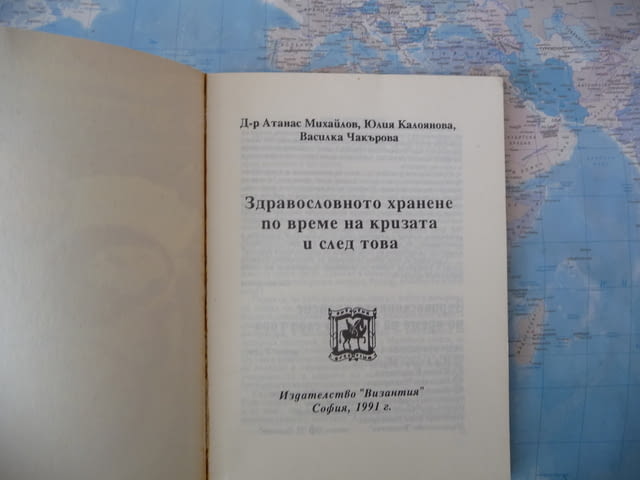 Д-р Атанас Михайлов, Юлия Калоянова,
Василка Чакърова
Здравословното хранене
по време на кризата
и след това
Издателство "Византия"
София, 1991 г.